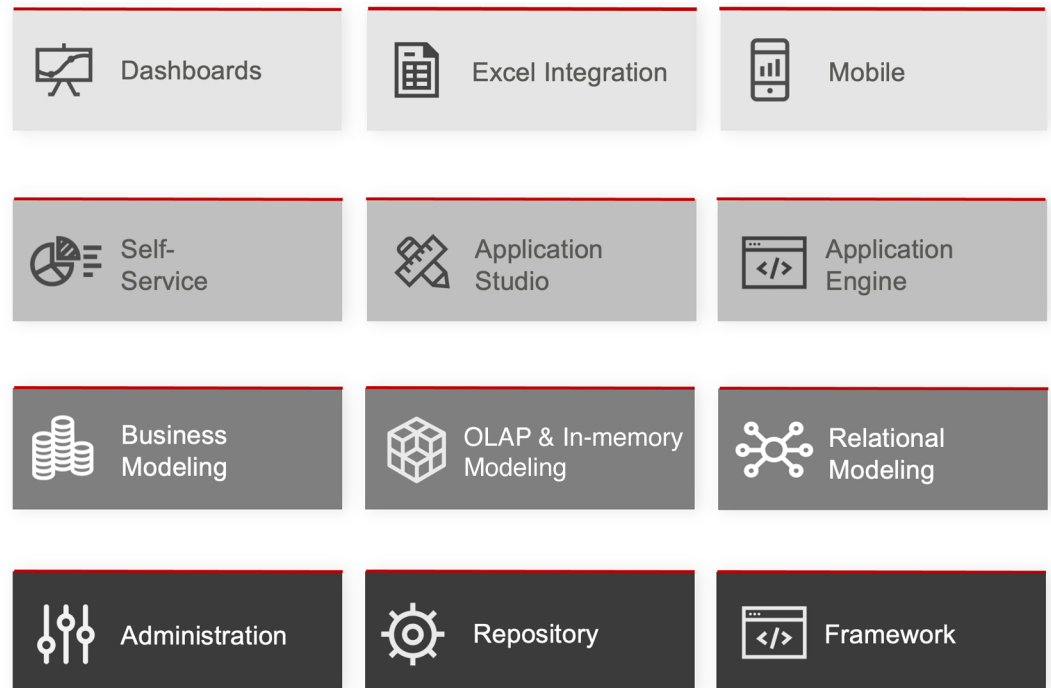 Dashboards
Excel Integration
Mobile
Self-
Service
Application
Studio
Application
Engine
Business
Modeling
OLAP & In-memory
Modeling
Relational
Modeling
Administration
Repository
Framework